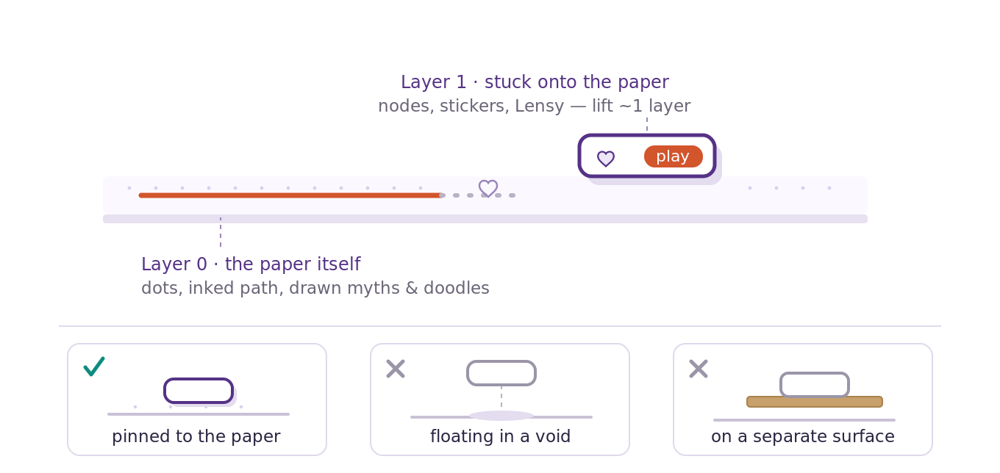 Layer 1 · stuck onto the paper
nodes, stickers, Lensy — lift ~1 layer
play
Layer 0 · the paper itself
dots, inked path, drawn myths & doodles
pinned to the paper
floating in a void
on a separate surface